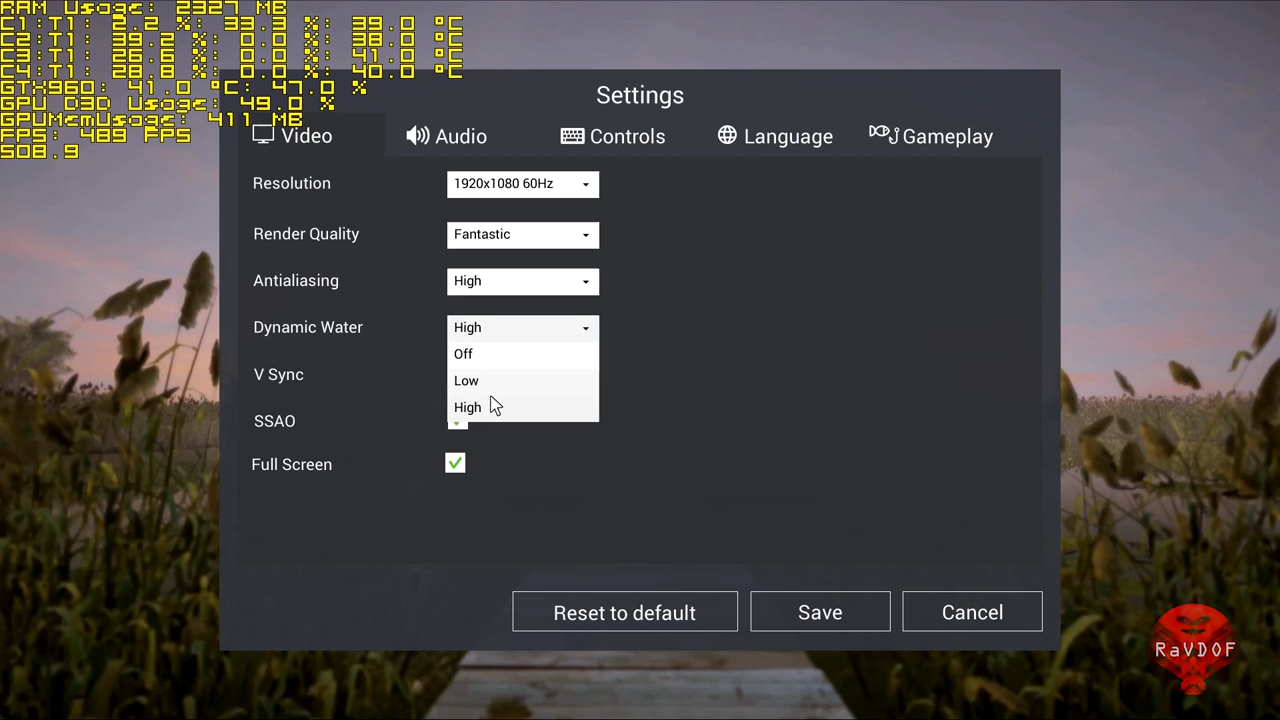 RAM Usage: 2327 MB
C1:T1: 2.2 %: 33.3 %: 39.0 °C
C2:T1: 39.2 %: 0.0 %: 38.0 °C
C3:T1: 26.6 %: 0.0 %: 41.0 °C
C4:T1: 28.8 %: 0.0 %: 40.0 °C
GTX960: 41.0 °C: 47.0 %
GPU D3D Usage: 49.0 %
GPUMemUsage: 411 MB
FPS: 489 FPS
508.9
Settings
Video Audio Controls Language Gameplay
Resolution 1920x1080 60Hz
Render Quality Fantastic
Antialiasing High
Dynamic Water High
Off
V Sync
Low
High
SSAO
Full Screen
Reset to default Save Cancel
RaVDOF